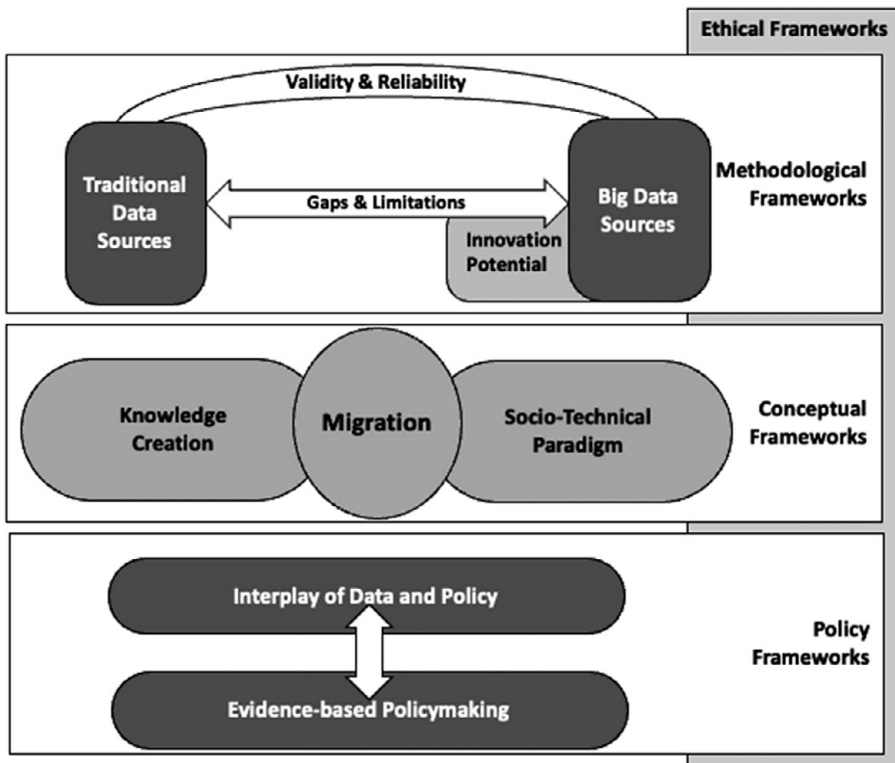 Ethical Frameworks
Validity & Reliability
Traditional
Data
Sources
Gaps & Limitations
Innovation
Potential
Big Data
Sources
Methodological
Frameworks
Knowledge
Creation
Migration
Socio-Technical
Paradigm
Conceptual
Frameworks
Interplay of Data and Policy
Evidence-based Policymaking
Policy
Frameworks